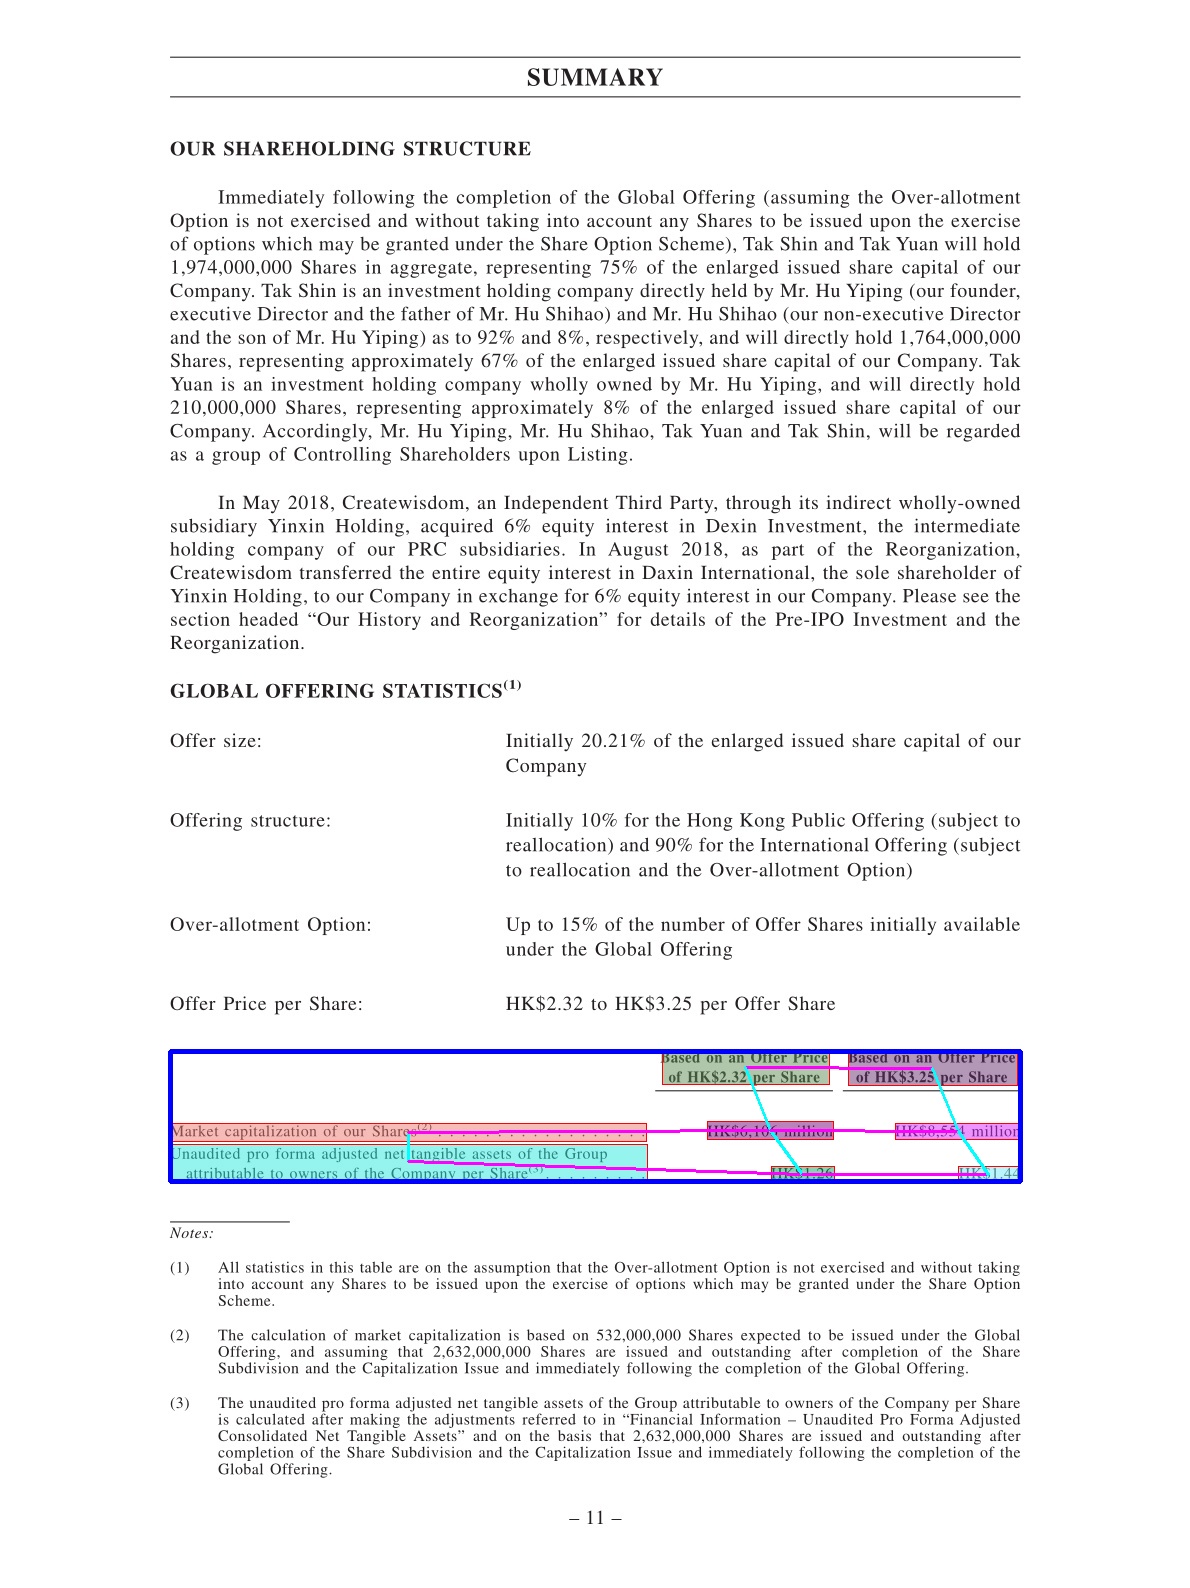 SUMMARY
OUR SHAREHOLDING STRUCTURE
Immediately following the completion of the Global Offering (assuming the Over-allotment
Option is not exercised and without taking into account any Shares to be issued upon the exercise
of options which may be granted under the Share Option Scheme), Tak Shin and Tak Yuan will hold
1,974,000,000 Shares in aggregate, representing 75% of the enlarged issued share capital of our
Company. Tak Shin is an investment holding company directly held by Mr. Hu Yiping (our founder,
executive Director and the father of Mr. Hu Shihao) and Mr. Hu Shihao (our non-executive Director
and the son of Mr. Hu Yiping) as to 92% and 8%, respectively, and will directly hold 1,764,000,000
Shares, representing approximately 67% of the enlarged issued share capital of our Company. Tak
Yuan is an investment holding company wholly owned by Mr. Hu Yiping, and will directly hold
210,000,000 Shares, representing approximately 8% of the enlarged issued share capital of our
Company. Accordingly, Mr. Hu Yiping, Mr. Hu Shihao, Tak Yuan and Tak Shin, will be regarded
as a group of Controlling Shareholders upon Listing.
In May 2018, Createwisdom, an Independent Third Party, through its indirect wholly-owned
subsidiary Yinxin Holding, acquired 6% equity interest in Dexin Investment, the intermediate
holding company of our PRC subsidiaries. In August 2018, as part of the Reorganization,
Createwisdom transferred the entire equity interest in Daxin International, the sole shareholder of
Yinxin Holding, to our Company in exchange for 6% equity interest in our Company. Please see the
section headed “Our History and Reorganization” for details of the Pre-IPO Investment and the
Reorganization.
GLOBAL OFFERING STATISTICS(1)
Offer size: Initially 20.21% of the enlarged issued share capital of our
Company
Offering structure: Initially 10% for the Hong Kong Public Offering (subject to
reallocation) and 90% for the International Offering (subject
to reallocation and the Over-allotment Option)
Over-allotment Option: Up to 15% of the number of Offer Shares initially available
under the Global Offering
Offer Price per Share: HK$2.32 to HK$3.25 per Offer Share
Based on an Offer Price Based on an Offer Price
of HK$2.32 per Share of HK$3.25 per Share
Market capitalization of our Shares(2) . . . . . . . . . . . . . . . . . . HK$6,106 million HK$8,554 million
Unaudited pro forma adjusted net tangible assets of the Group
attributable to owners of the Company per Share(3) . . . . . . . . . HK$1.26 HK$1.44
Notes:
(1) All statistics in this table are on the assumption that the Over-allotment Option is not exercised and without taking
into account any Shares to be issued upon the exercise of options which may be granted under the Share Option
Scheme.
(2) The calculation of market capitalization is based on 532,000,000 Shares expected to be issued under the Global
Offering, and assuming that 2,632,000,000 Shares are issued and outstanding after completion of the Share
Subdivision and the Capitalization Issue and immediately following the completion of the Global Offering.
(3) The unaudited pro forma adjusted net tangible assets of the Group attributable to owners of the Company per Share
is calculated after making the adjustments referred to in “Financial Information – Unaudited Pro Forma Adjusted
Consolidated Net Tangible Assets” and on the basis that 2,632,000,000 Shares are issued and outstanding after
completion of the Share Subdivision and the Capitalization Issue and immediately following the completion of the
Global Offering.
– 11 –